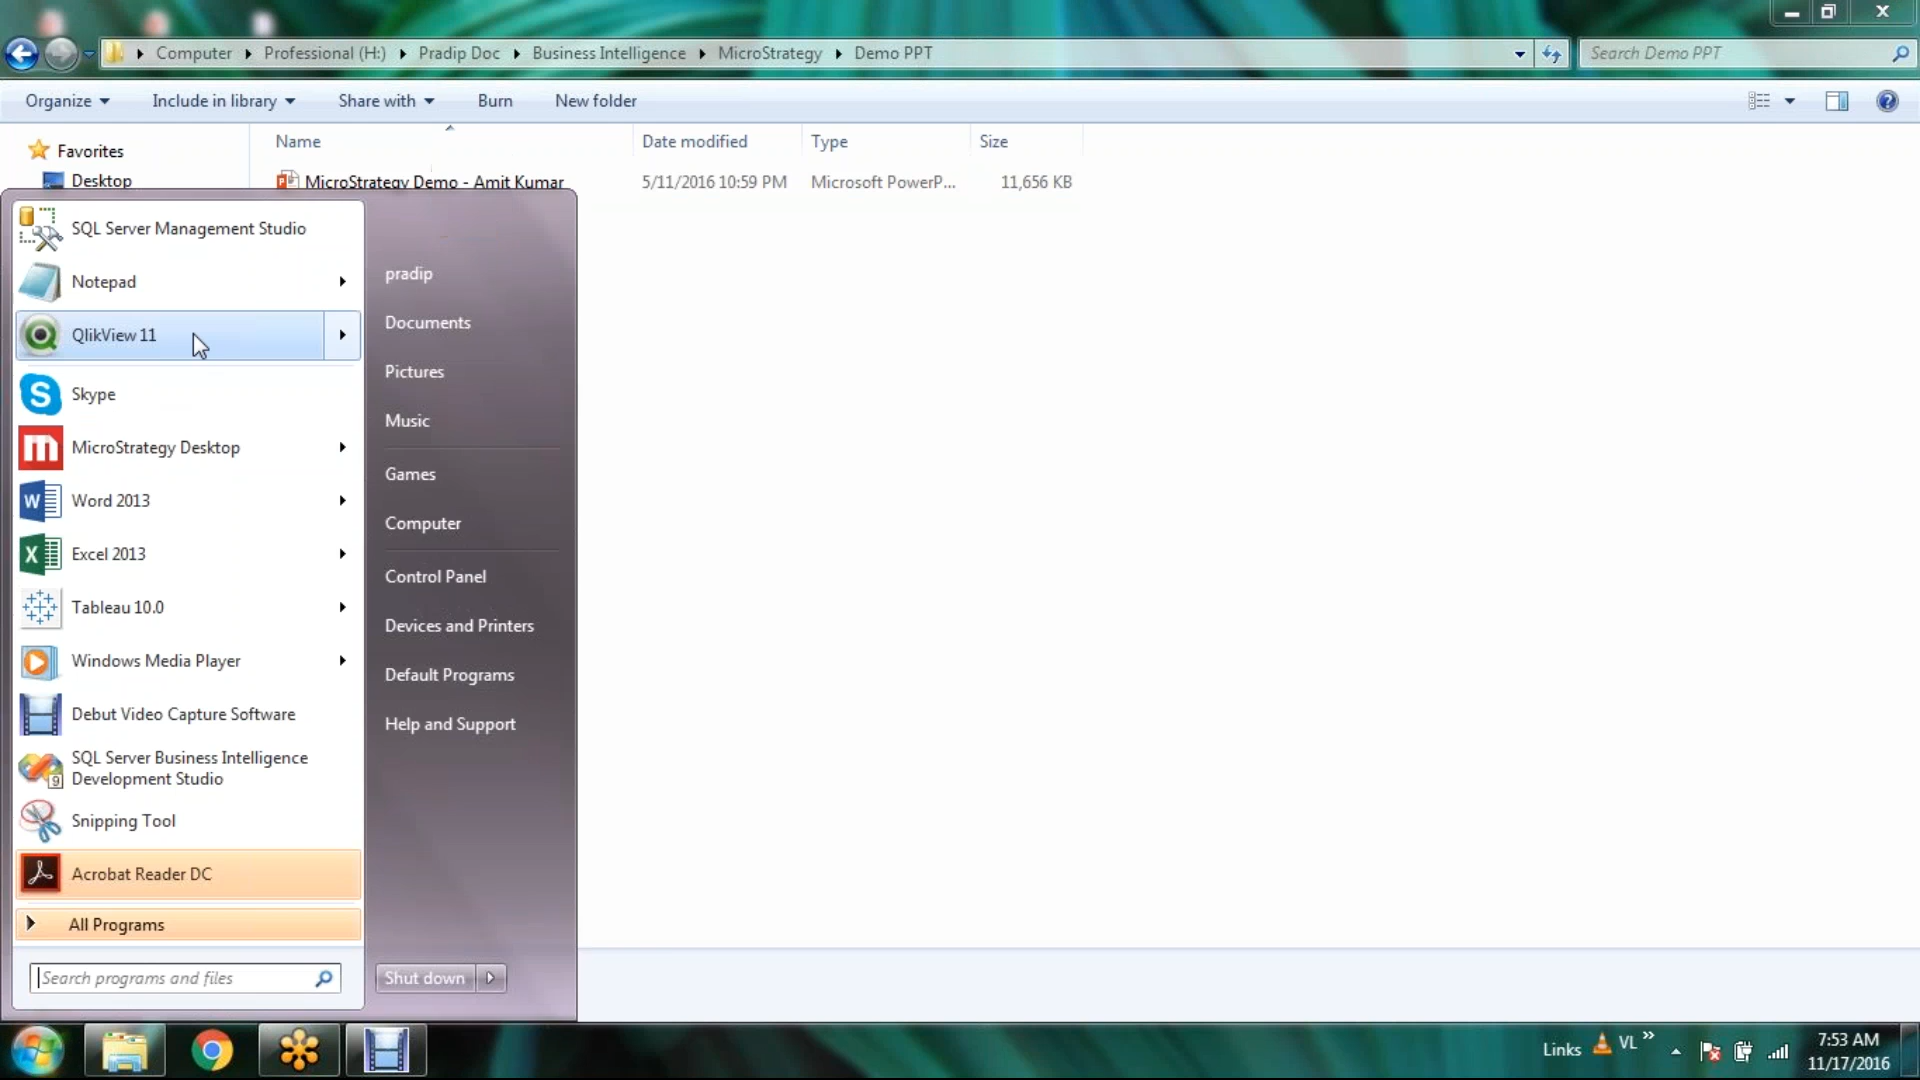 Computer Professional (H:) Pradip Doc Business Intelligence MicroStrategy Demo PPT
Search Demo PPT
Organize Include in library Share with Burn New folder
Name Date modified Type Size
Favorites
Desktop
MicroStrategy Demo - Amit Kumar 5/11/2016 10:59 PM Microsoft PowerP... 11,656 KB
SQL Server Management Studio
Notepad
QlikView 11
Skype
MicroStrategy Desktop
Word 2013
Excel 2013
Tableau 10.0
Windows Media Player
Debut Video Capture Software
SQL Server Business Intelligence
Development Studio
Snipping Tool
Acrobat Reader DC
All Programs
Search programs and files
pradip
Documents
Pictures
Music
Games
Computer
Control Panel
Devices and Printers
Default Programs
Help and Support
Shut down
Links VL
7:53 AM
11/17/2016